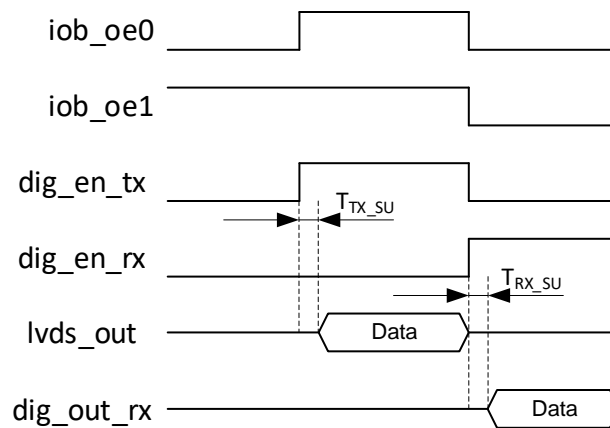 iob_oe0
iob_oe1
dig_en_tx
TTX_SU
dig_en_rx
TRX_SU
lvds_out
Data
dig_out_rx
Data